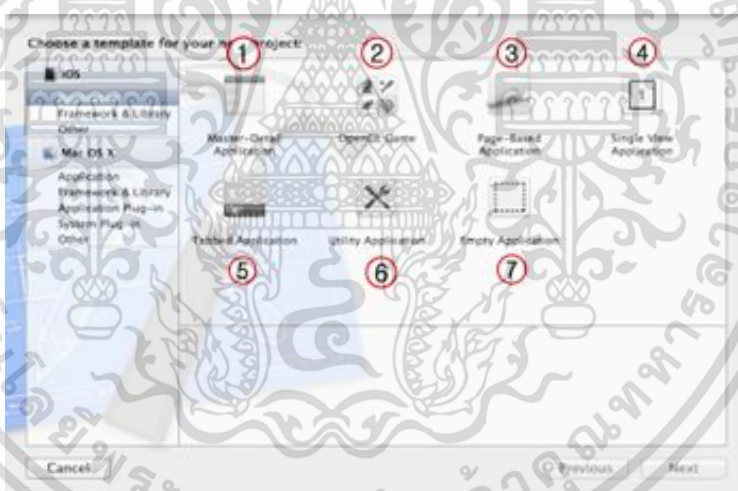 Choose a template for your new project:
① ② ③ ④
iOS
Framework & Library
Other
Mac OS X
Application
Framework & Library
Application Plug-in
System Plug-in
Other
Master-Detail Application
OpenGL Game
Page-Based Application
Single View Application
Tabbed Application
Utility Application
Empty Application
⑤ ⑥ ⑦
Cancel
Previous
Next